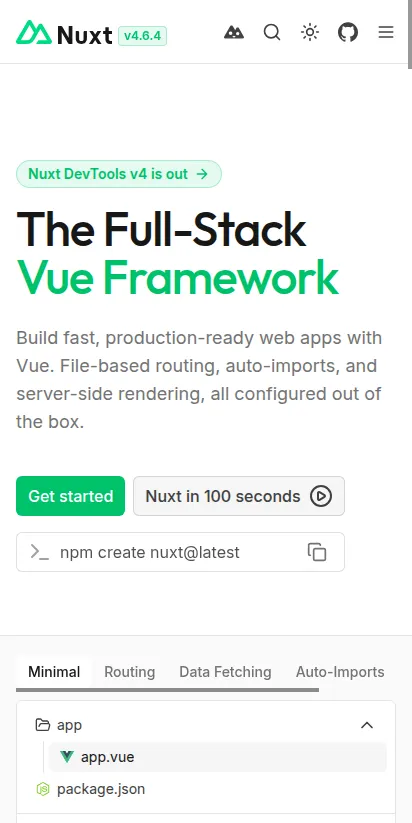 Nuxt v4.6.4
Nuxt DevTools v4 is out
The Full-Stack
Vue Framework
Build fast, production-ready web apps with
Vue. File-based routing, auto-imports, and
server-side rendering, all configured out of
the box.
Get started
Nuxt in 100 seconds
npm create nuxt@latest
Minimal Routing Data Fetching Auto-Imports
app
app.vue
package.json